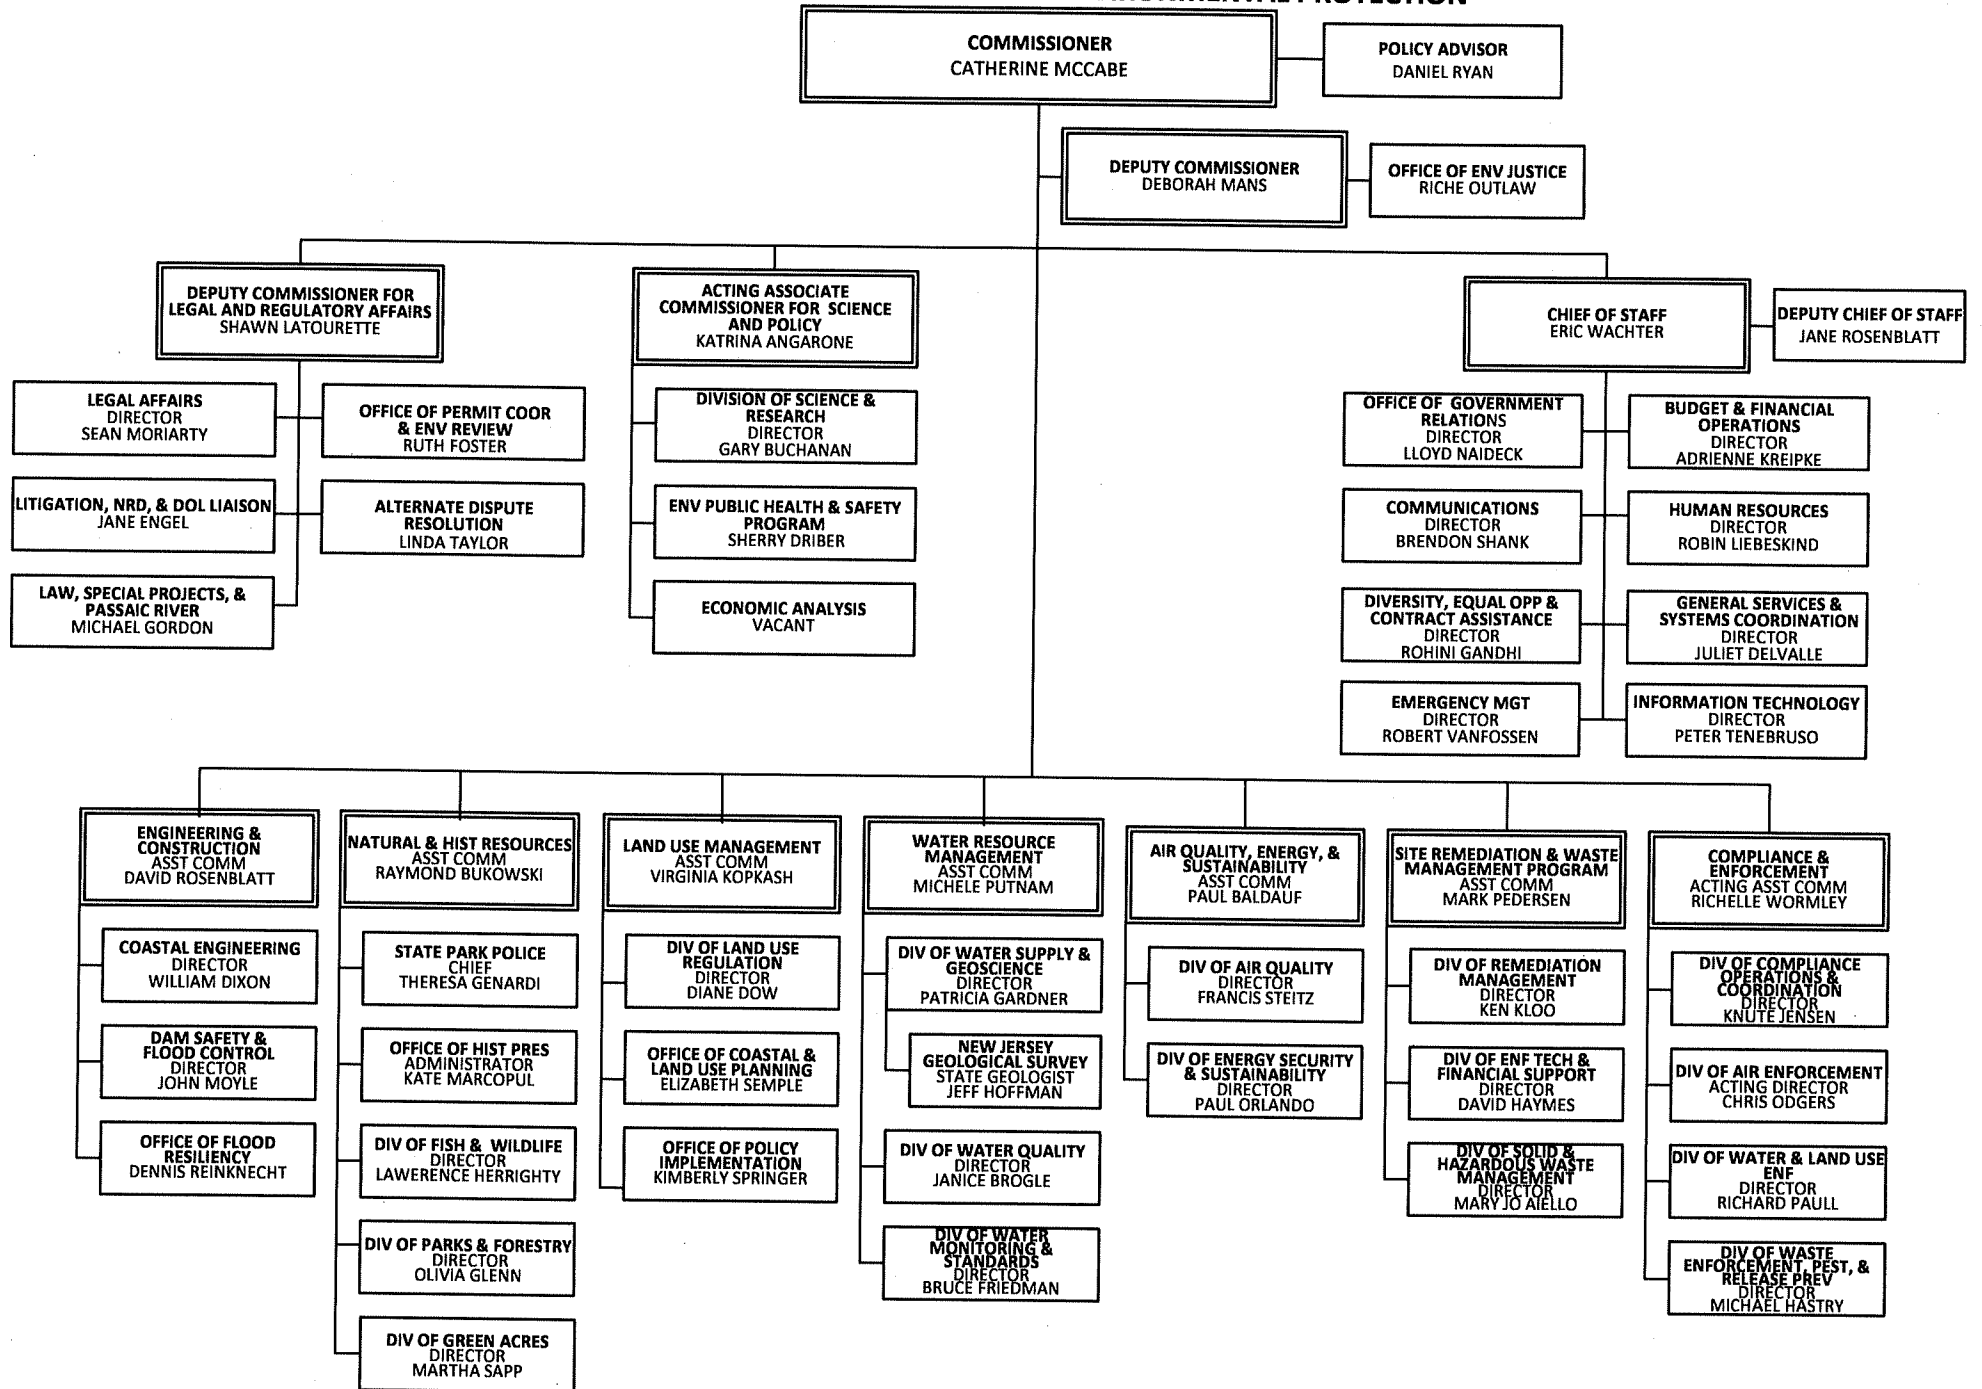 COMMISSIONER
CATHERINE MCCABE
POLICY ADVISOR
DANIEL RYAN
DEPUTY COMMISSIONER
DEBORAH MANS
OFFICE OF ENV JUSTICE
RICHE OUTLAW
DEPUTY COMMISSIONER FOR
LEGAL AND REGULATORY AFFAIRS
SHAWN LATOURETTE
ACTING ASSOCIATE
COMMISSIONER FOR SCIENCE
AND POLICY
KATRINA ANGARONE
CHIEF OF STAFF
ERIC WACHTER
DEPUTY CHIEF OF STAFF
JANE ROSENBLATT
LEGAL AFFAIRS
DIRECTOR
SEAN MORIARTY
OFFICE OF PERMIT COOR
& ENV REVIEW
RUTH FOSTER
LITIGATION, NRD, & DOL LIAISON
JANE ENGEL
ALTERNATE DISPUTE
RESOLUTION
LINDA TAYLOR
LAW, SPECIAL PROJECTS, &
PASSAIC RIVER
MICHAEL GORDON
DIVISION OF SCIENCE &
RESEARCH
DIRECTOR
GARY BUCHANAN
ENV PUBLIC HEALTH & SAFETY
PROGRAM
SHERRY DRIBER
ECONOMIC ANALYSIS
VACANT
OFFICE OF GOVERNMENT
RELATIONS
DIRECTOR
LLOYD NAIDECK
BUDGET & FINANCIAL
OPERATIONS
DIRECTOR
ADRIENNE KREIPKE
COMMUNICATIONS
DIRECTOR
BRENDON SHANK
HUMAN RESOURCES
DIRECTOR
ROBIN LIEBESKIND
DIVERSITY, EQUAL OPP &
CONTRACT ASSISTANCE
DIRECTOR
ROHINI GANDHI
GENERAL SERVICES &
SYSTEMS COORDINATION
DIRECTOR
JULIET DELVALLE
EMERGENCY MGT
DIRECTOR
ROBERT VANFOSSEN
INFORMATION TECHNOLOGY
DIRECTOR
PETER TENEBRUSO
ENGINEERING &
CONSTRUCTION
ASST COMM
DAVID ROSENBLATT
COASTAL ENGINEERING
DIRECTOR
WILLIAM DIXON
DAM SAFETY &
FLOOD CONTROL
DIRECTOR
JOHN MOYLE
OFFICE OF FLOOD
RESILIENCY
DENNIS REINKNECHT
NATURAL & HIST RESOURCES
ASST COMM
RAYMOND BUKOWSKI
STATE PARK POLICE
CHIEF
THERESA GENARDI
OFFICE OF HIST PRES
ADMINISTRATOR
KATE MARCOPUL
DIV OF FISH & WILDLIFE
DIRECTOR
LAWERENCE HERRIGHTY
DIV OF PARKS & FORESTRY
DIRECTOR
OLIVIA GLENN
DIV OF GREEN ACRES
DIRECTOR
MARTHA SAPP
LAND USE MANAGEMENT
ASST COMM
VIRGINIA KOPKASH
DIV OF LAND USE
REGULATION
DIRECTOR
DIANE DOW
OFFICE OF COASTAL &
LAND USE PLANNING
ELIZABETH SEMPLE
OFFICE OF POLICY
IMPLEMENTATION
KIMBERLY SPRINGER
WATER RESOURCE
MANAGEMENT
ASST COMM
MICHELE PUTNAM
DIV OF WATER SUPPLY &
GEOSCIENCE
DIRECTOR
PATRICIA GARDNER
NEW JERSEY
GEOLOGICAL SURVEY
STATE GEOLOGIST
JEFF HOFFMAN
DIV OF WATER QUALITY
DIRECTOR
JANICE BROGLE
DIV OF WATER
MONITORING &
STANDARDS
DIRECTOR
BRUCE FRIEDMAN
AIR QUALITY, ENERGY, &
SUSTAINABILITY
ASST COMM
PAUL BALDAUF
DIV OF AIR QUALITY
DIRECTOR
FRANCIS STEITZ
DIV OF ENERGY SECURITY
& SUSTAINABILITY
DIRECTOR
PAUL ORLANDO
SITE REMEDIATION & WASTE
MANAGEMENT PROGRAM
ASST COMM
MARK PEDERSEN
DIV OF REMEDIATION
MANAGEMENT
DIRECTOR
KEN KLOO
DIV OF ENF TECH &
FINANCIAL SUPPORT
DIRECTOR
DAVID HAYMES
DIV OF SOLID &
HAZARDOUS WASTE
MANAGEMENT
DIRECTOR
MARY JO AIELLO
COMPLIANCE &
ENFORCEMENT
ACTING ASST COMM
RICHELLE WORMLEY
DIV OF COMPLIANCE
OPERATIONS &
COORDINATION
DIRECTOR
KNUTE JENSEN
DIV OF AIR ENFORCEMENT
ACTING DIRECTOR
CHRIS ODGERS
DIV OF WATER & LAND USE
ENF
DIRECTOR
RICHARD PAULL
DIV OF WASTE
ENFORCEMENT, PEST, &
RELEASE PREV
DIRECTOR
MICHAEL HASTRY